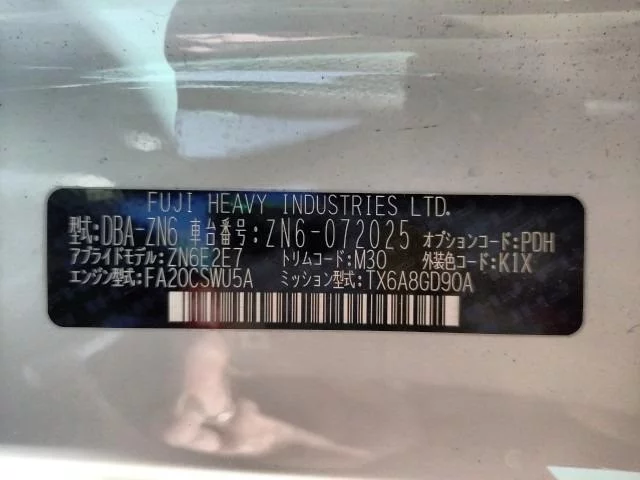 FUJI HEAVY INDUSTRIES LTD.
型式:DBA-ZN6 車台番号:ZN6-072025 オプションコード:PDH
アプライドモデル:ZN6E2E7 トリムコード:M30 外装色コード:K1X
エンジン型式:FA20CSWU5A ミッション型式:TX6A8GD90A